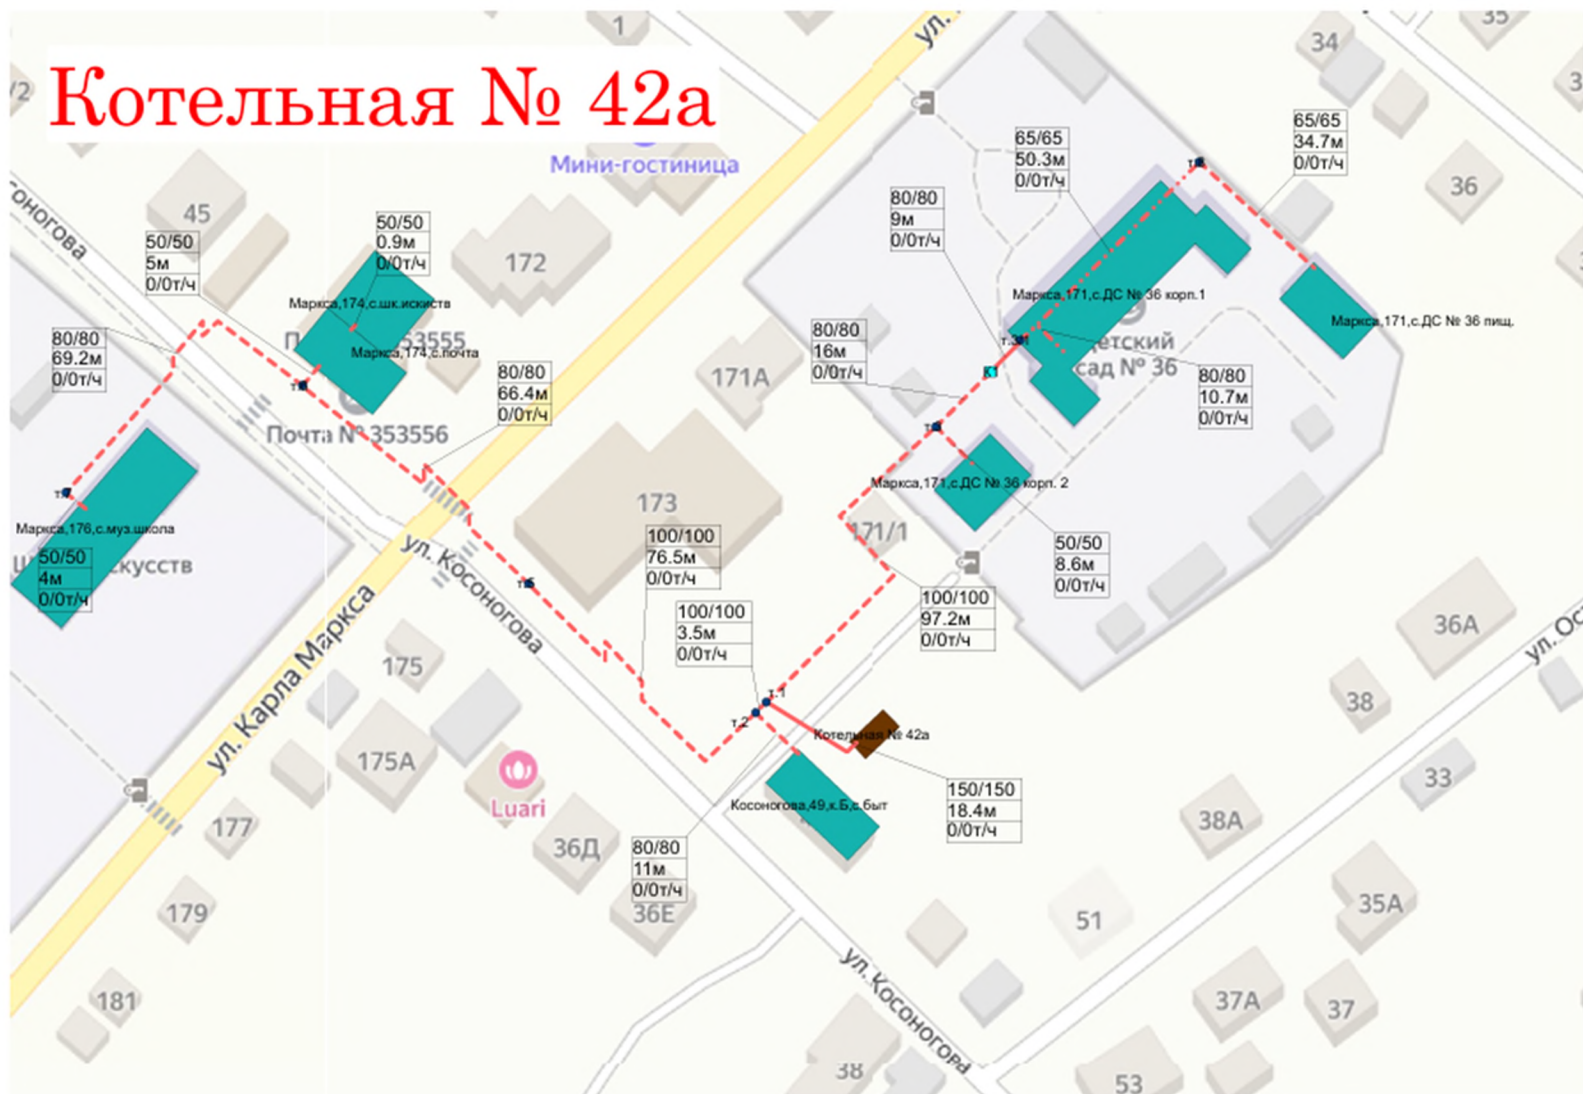 Котельная № 42а
ул.
1
34
35
45
172
Мини-гостиница
36
65/65
34.7м
0/0т/ч
65/65
50.3м
0/0т/ч
80/80
9м
0/0т/ч
50/50
0.9м
0/0т/ч
50/50
5м
0/0т/ч
Маркса,174,с.шк.искиств
Маркса,174,с.почта
Маркса,171,с.ДС № 36 корп.1
Маркса,171,с.ДС № 36 пищ.
80/80
69.2м
0/0т/ч
80/80
16м
0/0т/ч
К1
сад № 36
80/80
66.4м
0/0т/ч
171А
80/80
10.7м
0/0т/ч
Почта № 353556
173
Маркса,171,с.ДС № 36 корп. 2
171/1
Маркса,176,с.муз.школа
50/50
4м
0/0т/ч
ул. Косоногова
100/100
76.5м
0/0т/ч
50/50
8.6м
0/0т/ч
100/100
3.5м
0/0т/ч
100/100
97.2м
0/0т/ч
36А
ул. Карла Маркса
175
38
т.1
т.2
Котельная № 42а
175А
Luari
33
150/150
18.4м
0/0т/ч
Косоногова,49,к.Б,с.быт
177
36Д
38А
80/80
11м
0/0т/ч
36Е
179
51
35А
ул. Косоногова
181
37А
37
38
53